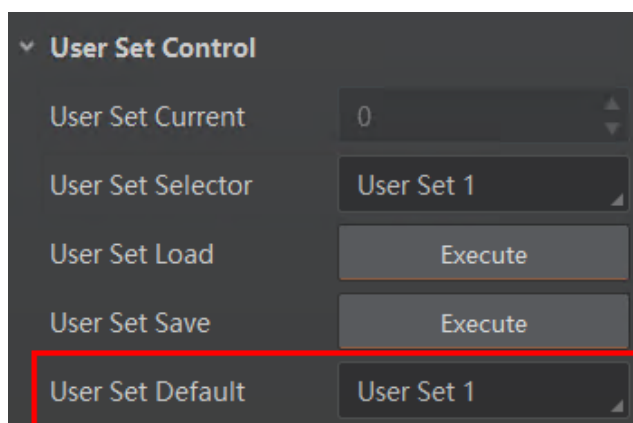 User Set Control
User Set Current 0
User Set Selector User Set 1
User Set Load Execute
User Set Save Execute
User Set Default User Set 1